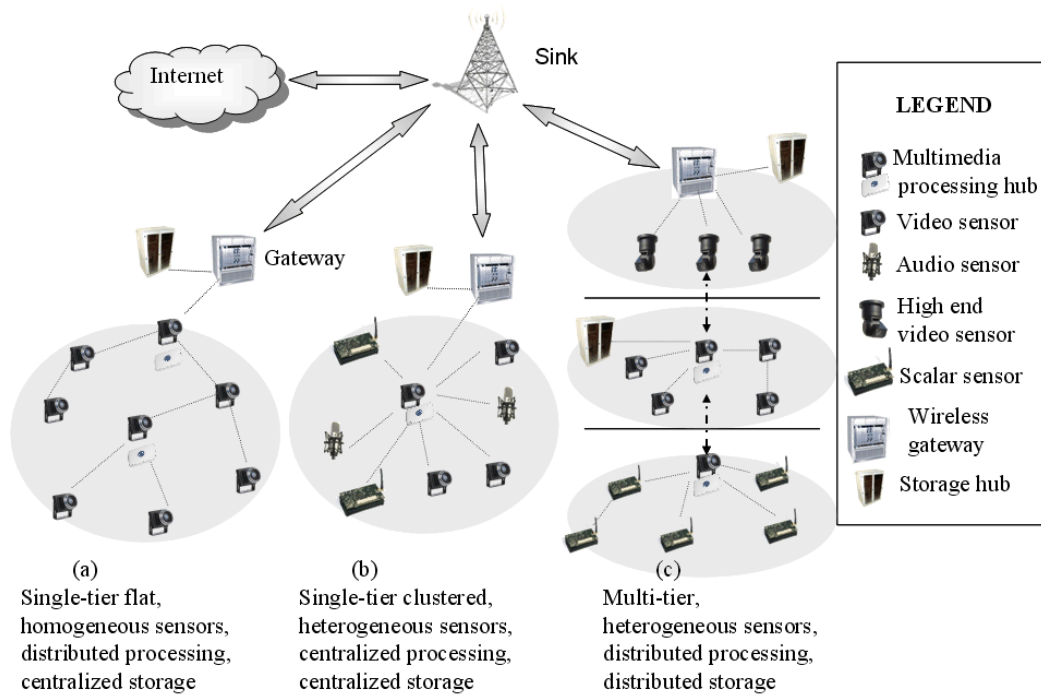 Internet
Sink
Gateway
LEGEND
Multimedia
processing hub
Video sensor
Audio sensor
High end
video sensor
Scalar sensor
Wireless
gateway
Storage hub
(a)
Single-tier flat,
homogeneous sensors,
distributed processing,
centralized storage
(b)
Single-tier clustered,
heterogeneous sensors,
centralized processing,
centralized storage
(c)
Multi-tier,
heterogeneous sensors,
distributed processing,
distributed storage